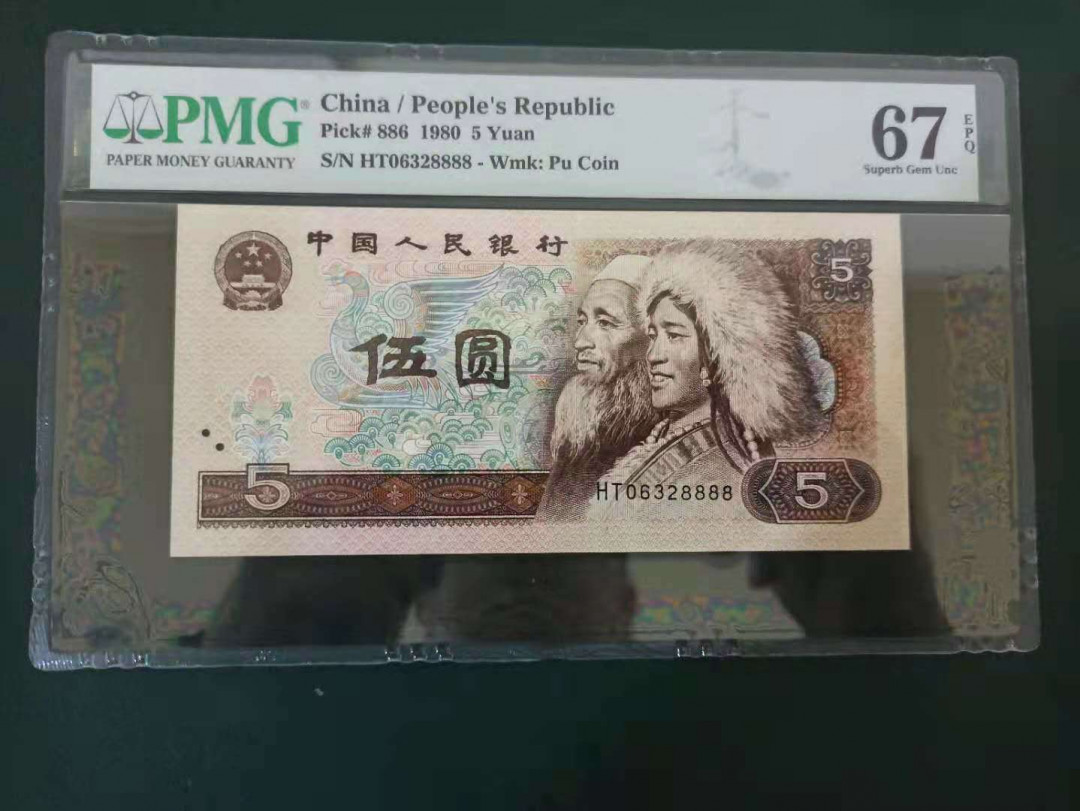 PMG®
PAPER MONEY GUARANTY
China / People's Republic
Pick# 886 1980 5 Yuan
S/N HT06328888 - Wmk: Pu Coin
67
EPQ
Superb Gem Unc
中国人民银行
5
伍圆
5
HT06328888
5